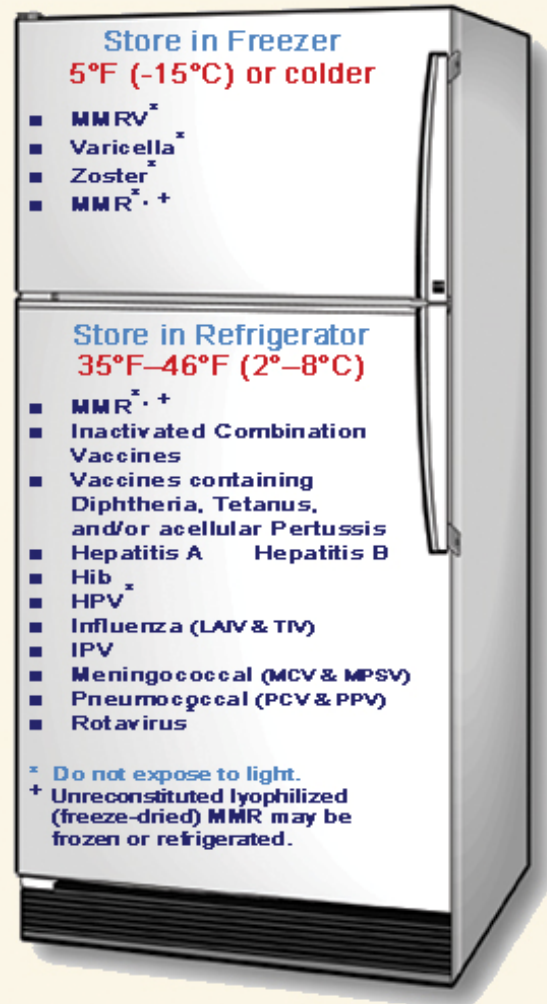 Store in Freezer
5°F (-15°C) or colder
▪ MMRV*
▪ Varicella*
▪ Zoster*
▪ MMR*, +
Store in Refrigerator
35°F–46°F (2°–8°C)
▪ MMR*, +
▪ Inactivated Combination
Vaccines
▪ Vaccines containing
Diphtheria, Tetanus,
and/or acellular Pertussis
▪ Hepatitis A Hepatitis B
▪ Hib
▪ HPV*
▪ Influenza (LAIV & TIV)
▪ IPV
▪ Meningococcal (MCV & MPSV)
▪ Pneumococcal (PCV & PPV)
▪ Rotavirus*
* Do not expose to light.
+ Unreconstituted lyophilized
(freeze-dried) MMR may be
frozen or refrigerated.